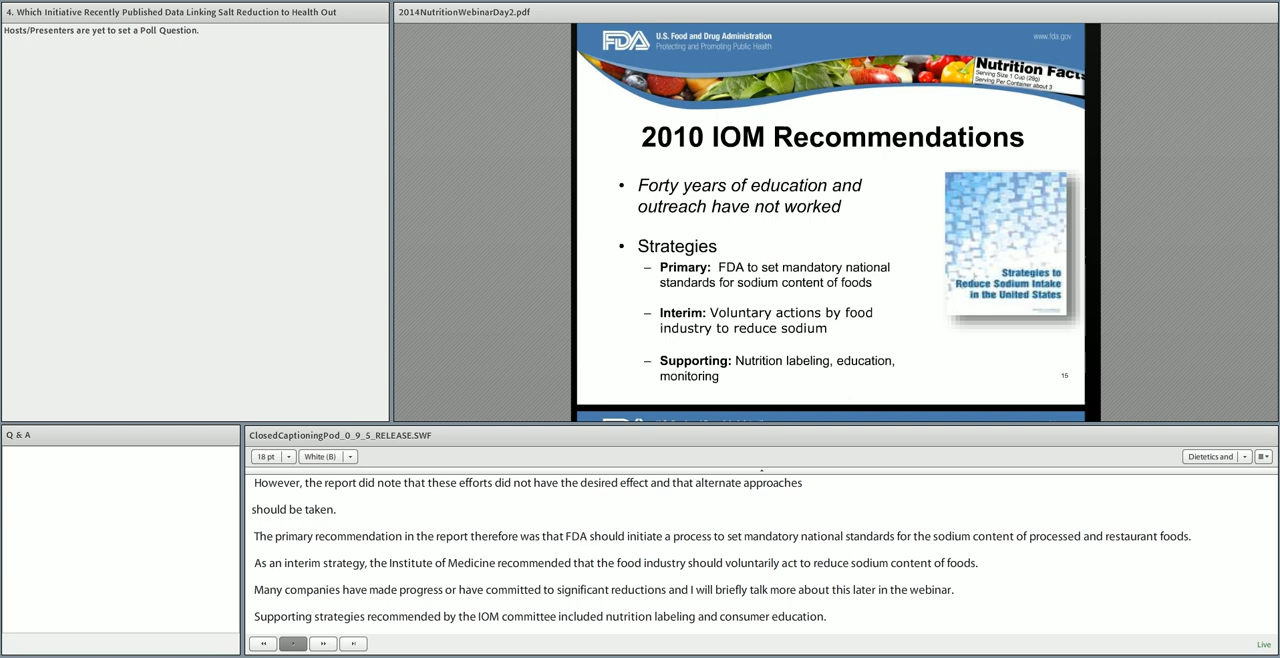 4. Which Initiative Recently Published Data Linking Salt Reduction to Health Out
Hosts/Presenters are yet to set a Poll Question.
2014NutritionWebinarDay2.pdf
FDA U.S. Food and Drug Administration
Protecting and Promoting Public Health
www.fda.gov
Nutrition Facts
Serving Size 1 Cup (28g)
Serving Per Container about 3
2010 IOM Recommendations
• Forty years of education and
outreach have not worked
• Strategies
– Primary: FDA to set mandatory national
standards for sodium content of foods
– Interim: Voluntary actions by food
industry to reduce sodium
– Supporting: Nutrition labeling, education,
monitoring
Strategies to
Reduce Sodium Intake
in the United States
15
Q & A
ClosedCaptioningPod_0_9_5_RELEASE.SWF
18 pt
White (B)
Dietetics and
However, the report did note that these efforts did not have the desired effect and that alternate approaches
should be taken.
The primary recommendation in the report therefore was that FDA should initiate a process to set mandatory national standards for the sodium content of processed and restaurant foods.
As an interim strategy, the Institute of Medicine recommended that the food industry should voluntarily act to reduce sodium content of foods.
Many companies have made progress or have committed to significant reductions and I will briefly talk more about this later in the webinar.
Supporting strategies recommended by the IOM committee included nutrition labeling and consumer education.
Live